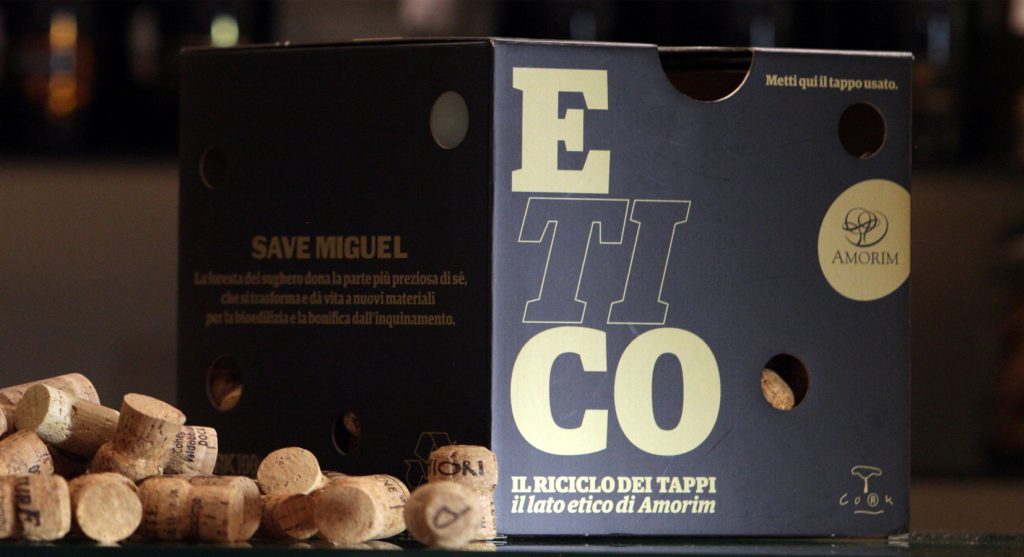 SAVE MIGUEL
La foresta del sughero dona la parte più preziosa di sé,
che si trasforma e dà vita a nuovi materiali
per la bioedilizia e la bonifica dall'inquinamento.
Metti qui il tappo usato.
E
TI
CO
AMORIM
IL RICICLO DEI TAPPI
il lato etico di Amorim
CORK